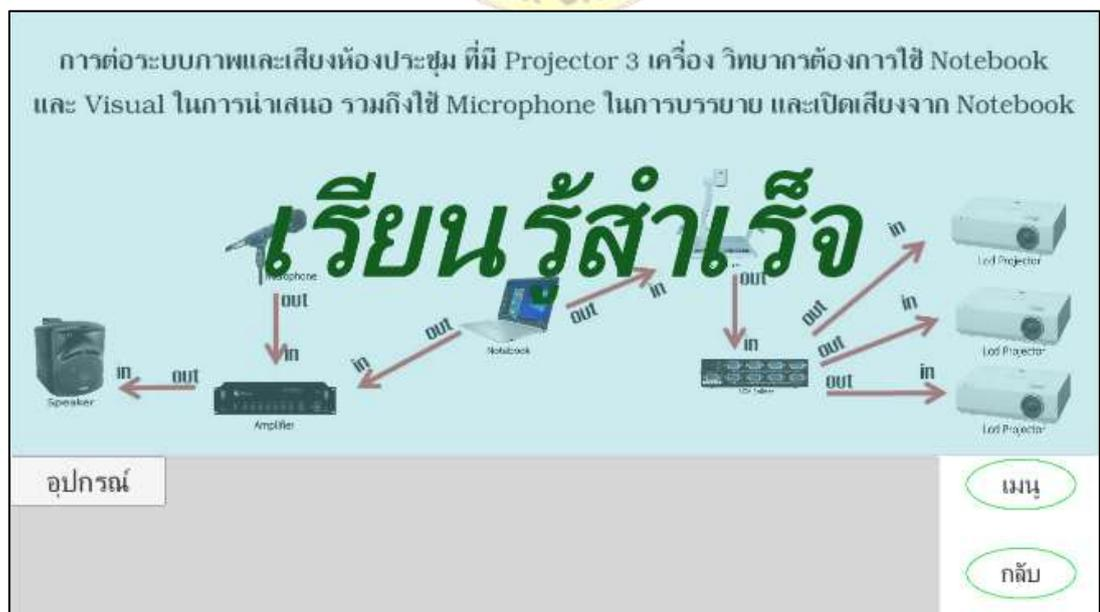 การต่อระบบภาพและเสียงห้องประชุม ที่มี Projector 3 เครื่อง วิทยากรต้องการใช้ Notebook
และ Visual ในการนำเสนอ รวมถึงใช้ Microphone ในการบรรยาย และเปิดเสียงจาก Notebook
เรียนรู้สำเร็จ
Microphone
out
in
Speaker
in
out
Amplifier
in
out
Notebook
out
in
out
in
out
in
Lcd Projector
out
in
Lcd Projector
out
in
Lcd Projector
อุปกรณ์
เมนู
กลับ